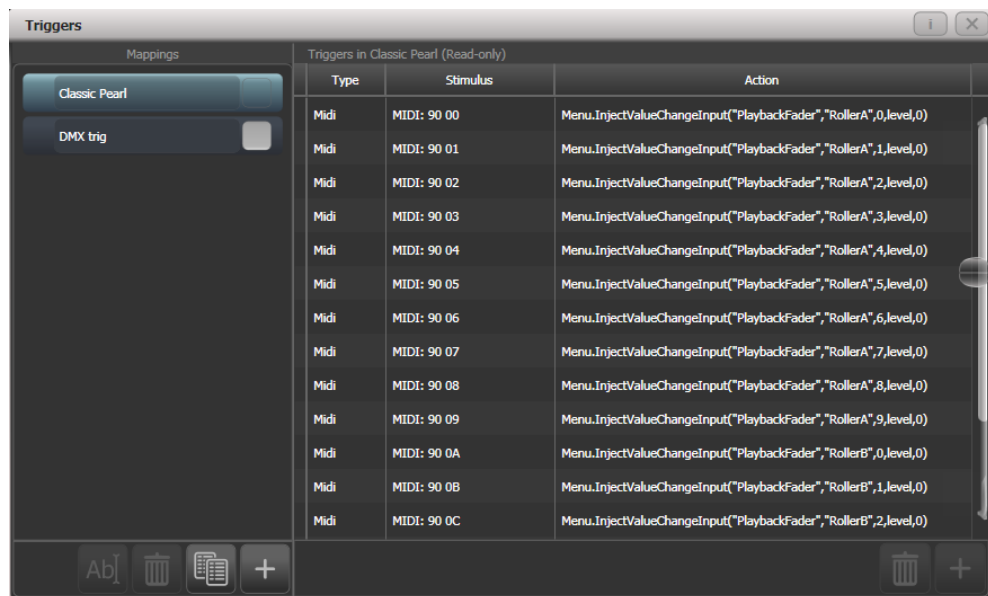 Triggers
Mappings
Triggers in Classic Pearl (Read-only)
Type Stimulus Action
Classic Pearl
DMX trig
Midi MIDI: 90 00 Menu.InjectValueChangeInput("PlaybackFader","RollerA",0,level,0)
Midi MIDI: 90 01 Menu.InjectValueChangeInput("PlaybackFader","RollerA",1,level,0)
Midi MIDI: 90 02 Menu.InjectValueChangeInput("PlaybackFader","RollerA",2,level,0)
Midi MIDI: 90 03 Menu.InjectValueChangeInput("PlaybackFader","RollerA",3,level,0)
Midi MIDI: 90 04 Menu.InjectValueChangeInput("PlaybackFader","RollerA",4,level,0)
Midi MIDI: 90 05 Menu.InjectValueChangeInput("PlaybackFader","RollerA",5,level,0)
Midi MIDI: 90 06 Menu.InjectValueChangeInput("PlaybackFader","RollerA",6,level,0)
Midi MIDI: 90 07 Menu.InjectValueChangeInput("PlaybackFader","RollerA",7,level,0)
Midi MIDI: 90 08 Menu.InjectValueChangeInput("PlaybackFader","RollerA",8,level,0)
Midi MIDI: 90 09 Menu.InjectValueChangeInput("PlaybackFader","RollerA",9,level,0)
Midi MIDI: 90 0A Menu.InjectValueChangeInput("PlaybackFader","RollerB",0,level,0)
Midi MIDI: 90 0B Menu.InjectValueChangeInput("PlaybackFader","RollerB",1,level,0)
Midi MIDI: 90 0C Menu.InjectValueChangeInput("PlaybackFader","RollerB",2,level,0)
Ab